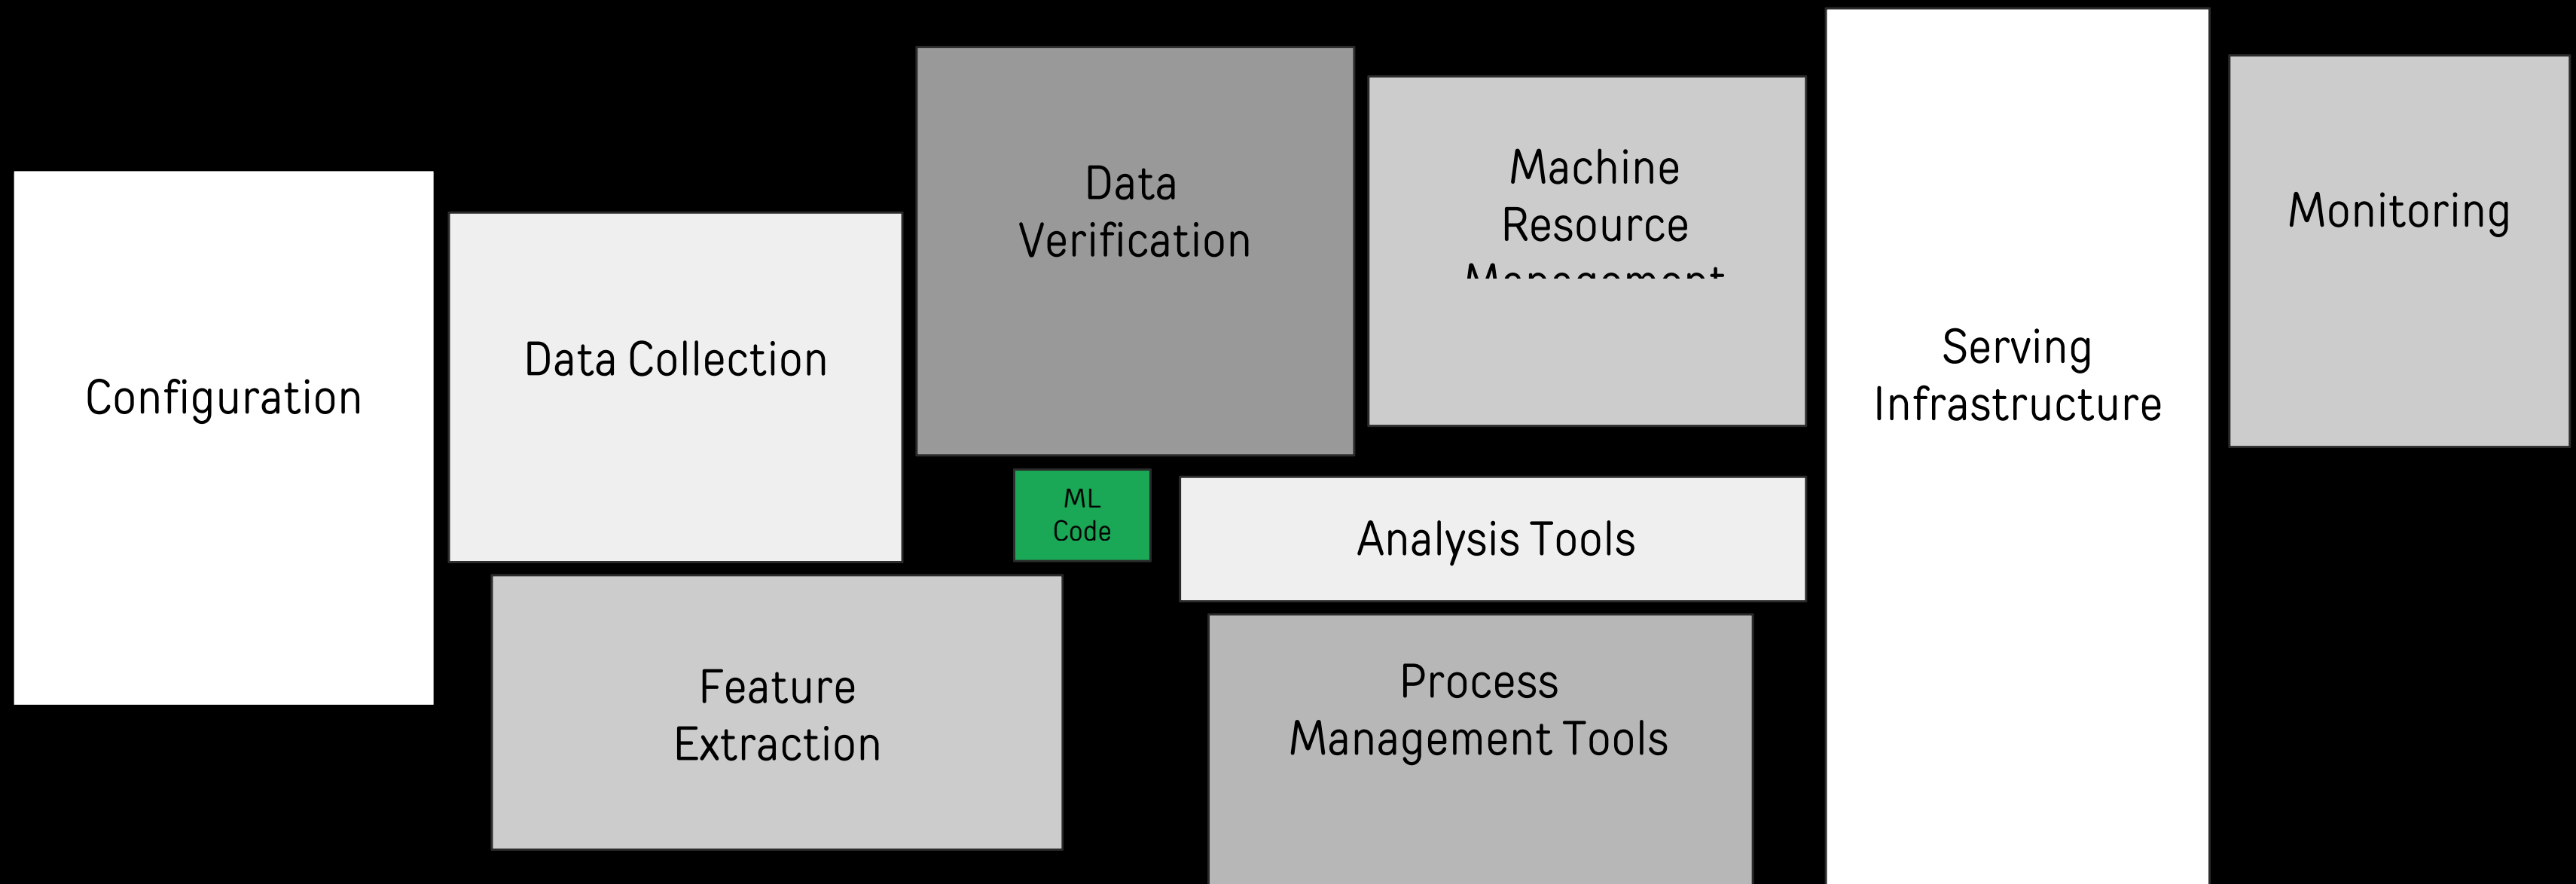 Configuration
Data Collection
Data
Verification
Machine
Resource
Management
Serving
Infrastructure
Monitoring
ML
Code
Analysis Tools
Feature
Extraction
Process
Management Tools